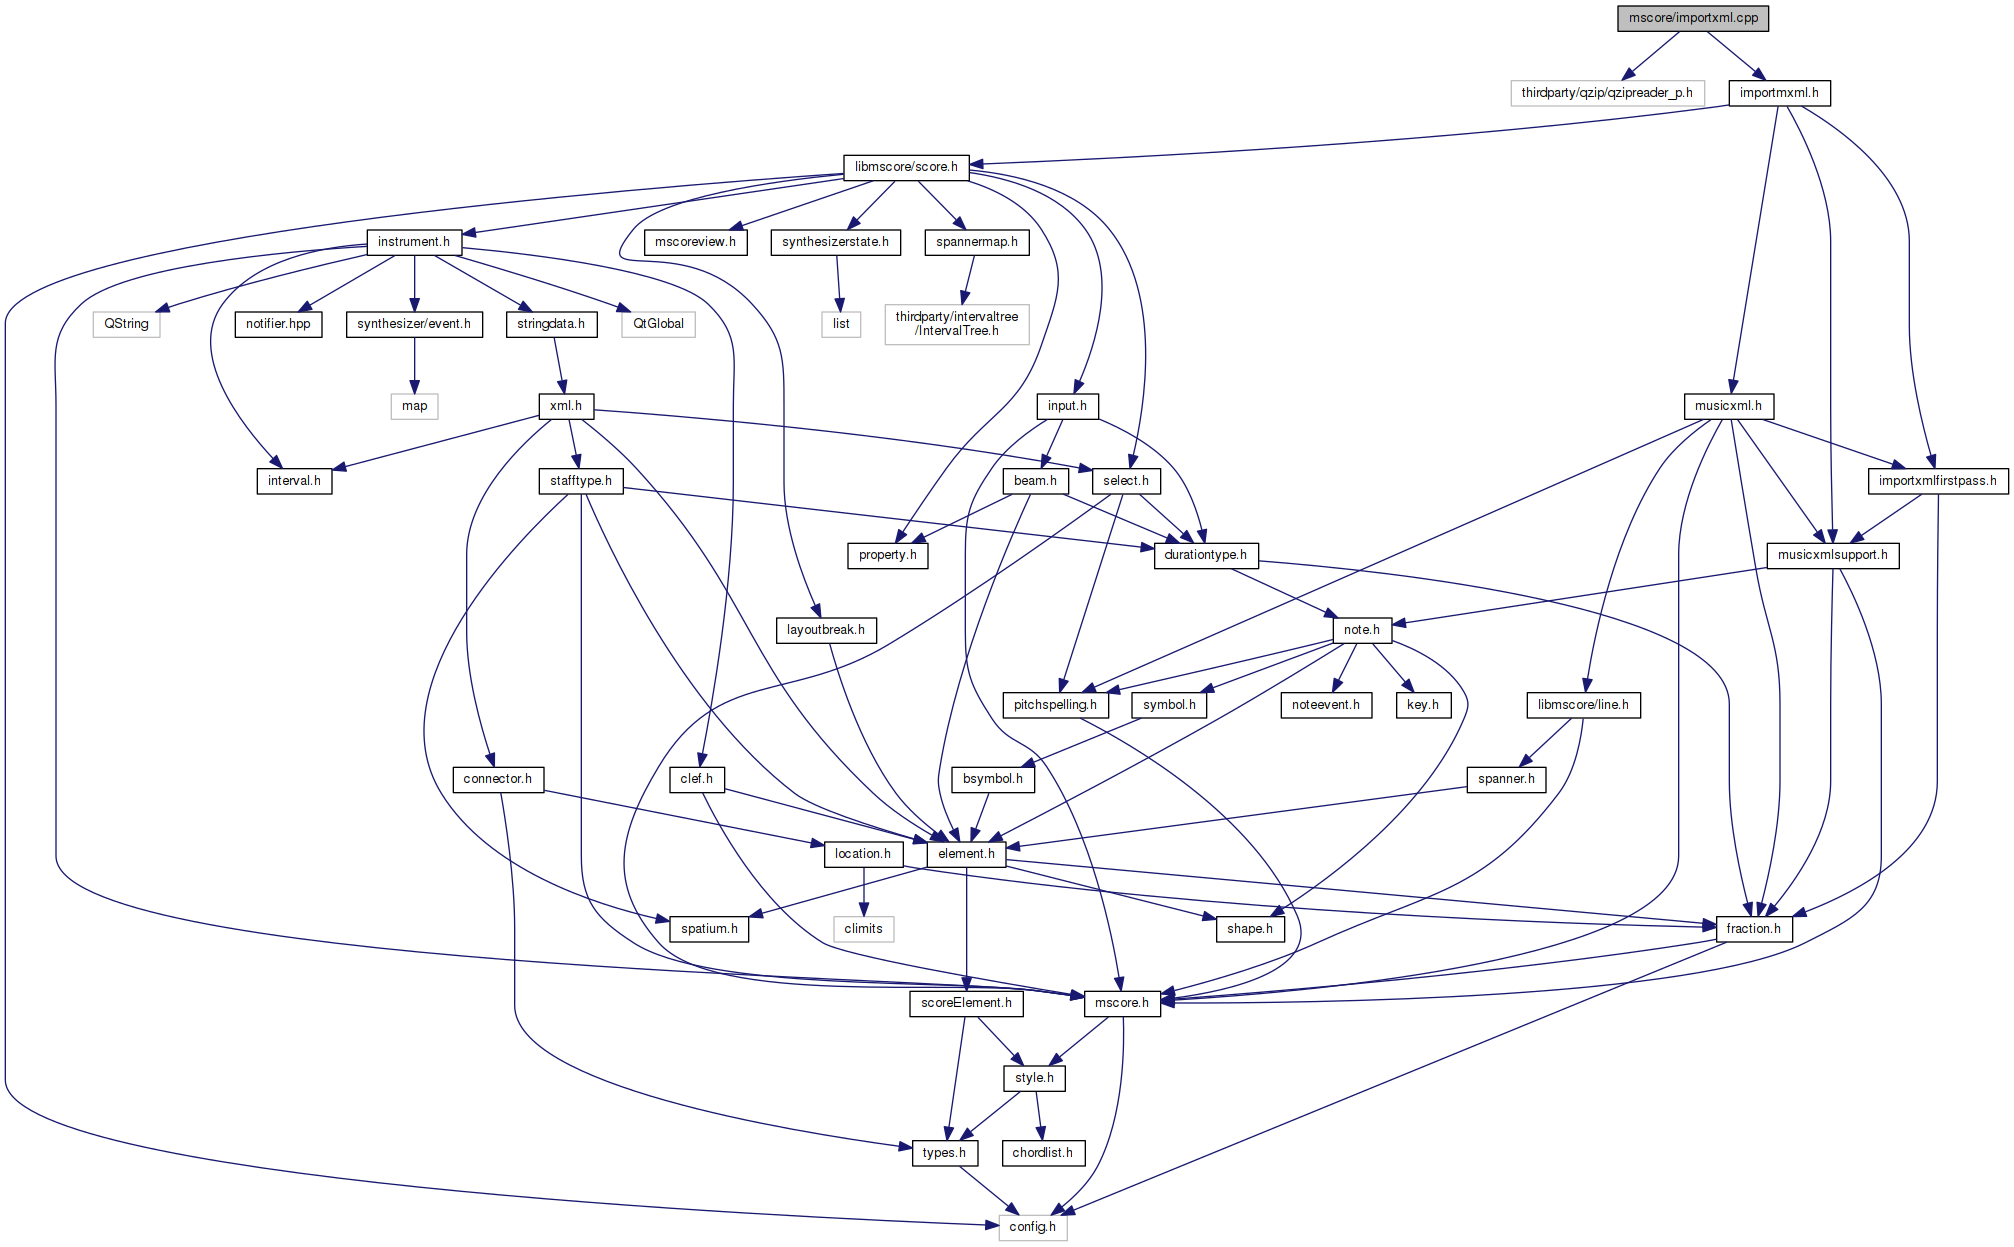 mscore/importxml.cpp
thirdparty/qzip/qzipreader_p.h
importmxml.h
libmscore/score.h
instrument.h
mscoreview.h
synthesizerstate.h
spannermap.h
QString
notifier.hpp
synthesizer/event.h
stringdata.h
QtGlobal
list
thirdparty/intervaltree
/IntervalTree.h
map
xml.h
input.h
musicxml.h
interval.h
stafftype.h
beam.h
select.h
importxmlfirstpass.h
property.h
durationtype.h
musicxmlsupport.h
layoutbreak.h
note.h
pitchspelling.h
symbol.h
noteevent.h
key.h
libmscore/line.h
connector.h
clef.h
bsymbol.h
spanner.h
location.h
element.h
spatium.h
climits
shape.h
fraction.h
scoreElement.h
mscore.h
style.h
types.h
chordlist.h
config.h